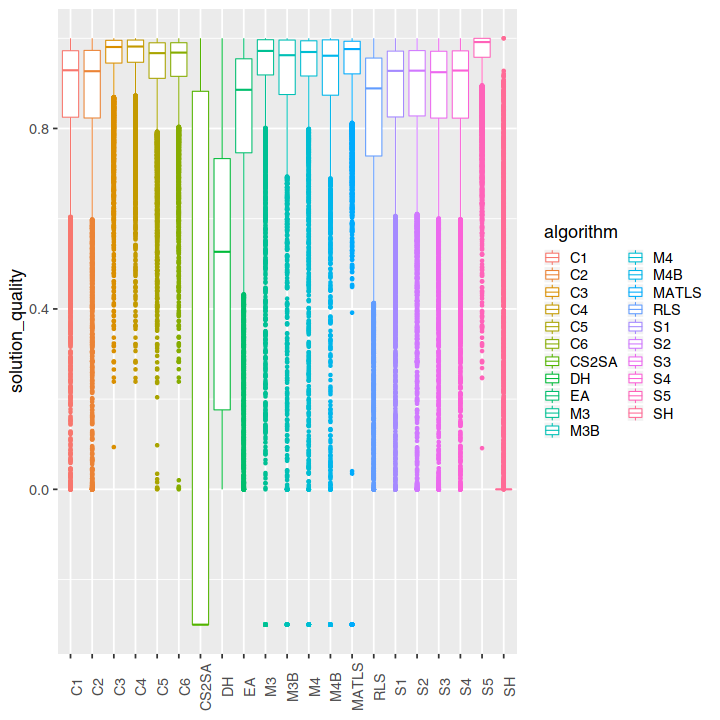 solution_quality
0.8
0.4
0.0
C1 C2 C3 C4 C5 C6 CS2SA DH EA M3 M3B M4 M4B MATLS RLS S1 S2 S3 S4 S5 SH
algorithm
C1 M4
C2 M4B
C3 MATLS
C4 RLS
C5 S1
C6 S2
CS2SA S3
DH S4
EA S5
M3 SH
M3B